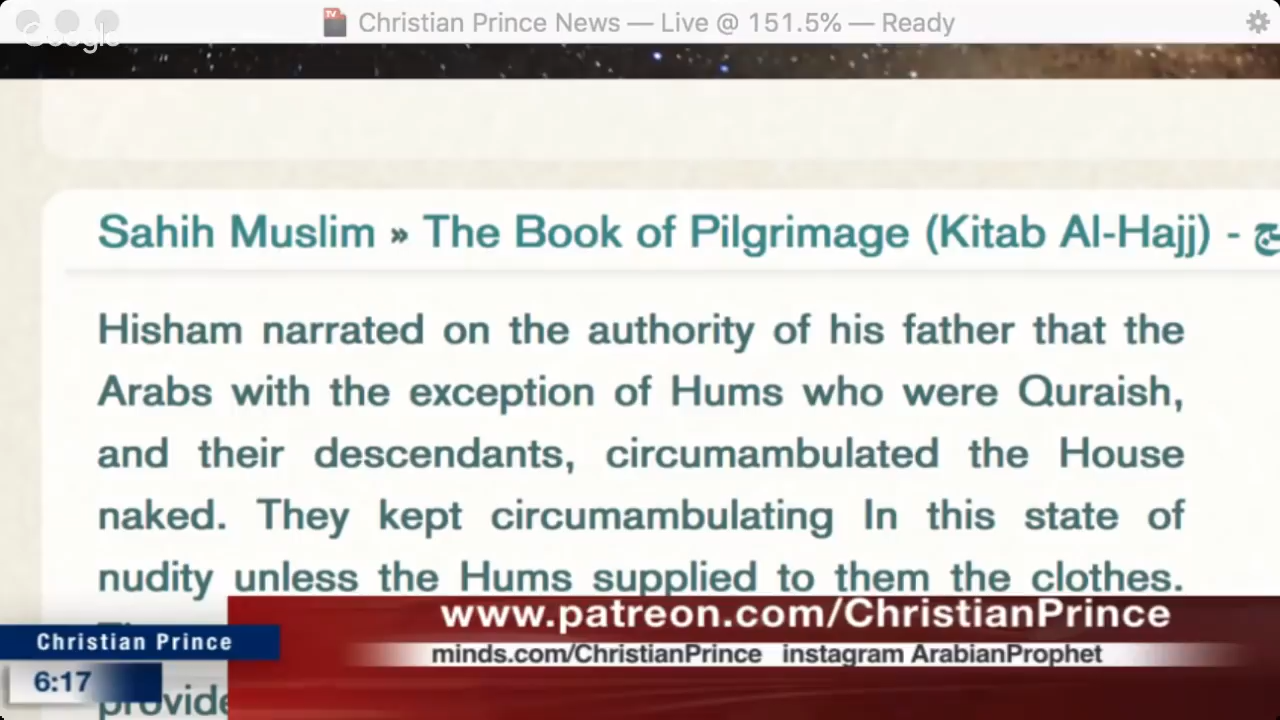 Christian Prince News — Live @ 151.5% — Ready
Google
Sahih Muslim » The Book of Pilgrimage (Kitab Al-Hajj) -
Hisham narrated on the authority of his father that the
Arabs with the exception of Hums who were Quraish,
and their descendants, circumambulated the House
naked. They kept circumambulating In this state of
nudity unless the Hums supplied to them the clothes.
www.patreon.com/ChristianPrince
Christian Prince
minds.com/ChristianPrince instagram ArabianProphet
6:17